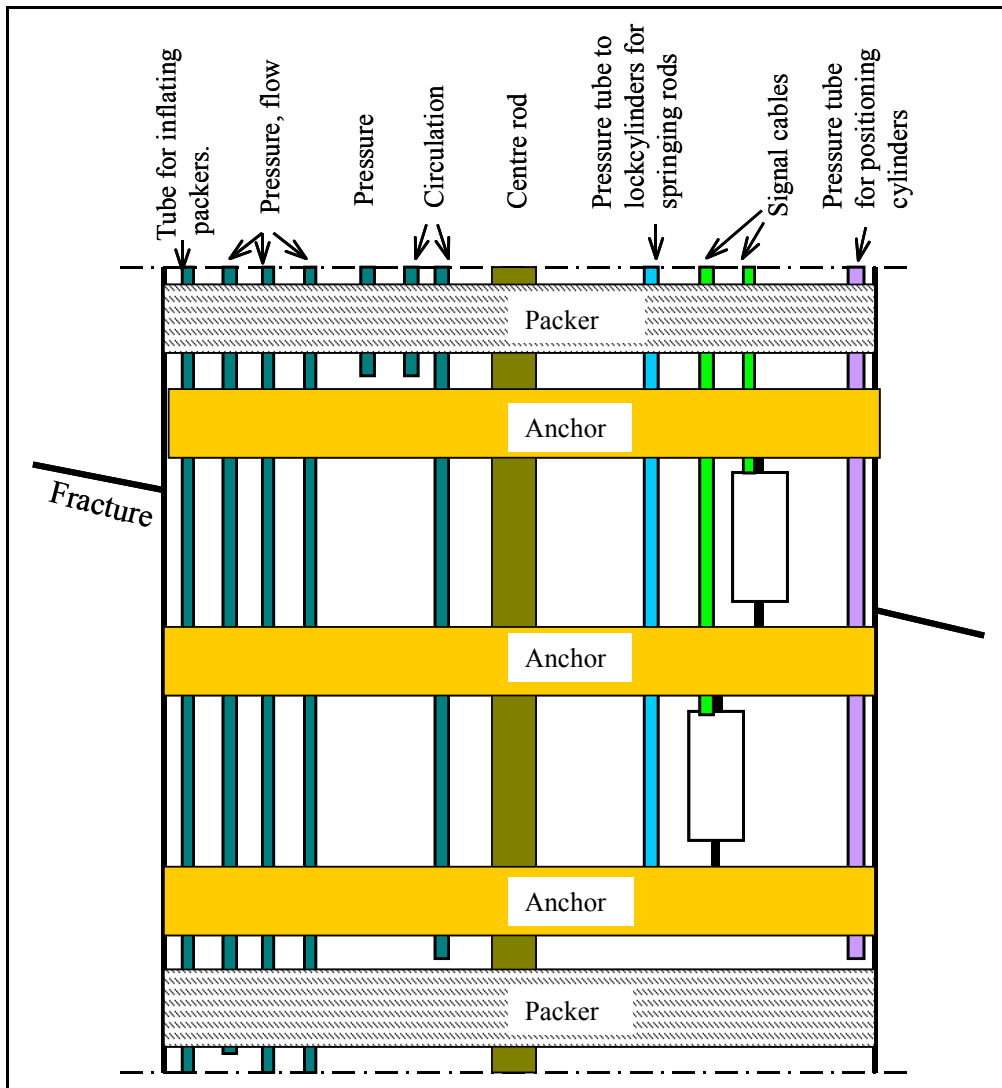 Tube for inflating
packers.
Pressure, flow
Pressure
Circulation
Centre rod
Pressure tube to
lockcylinders for
springing rods
Signal cables
Pressure tube
for positioning
cylinders
Packer
Anchor
Fracture
Anchor
Anchor
Packer